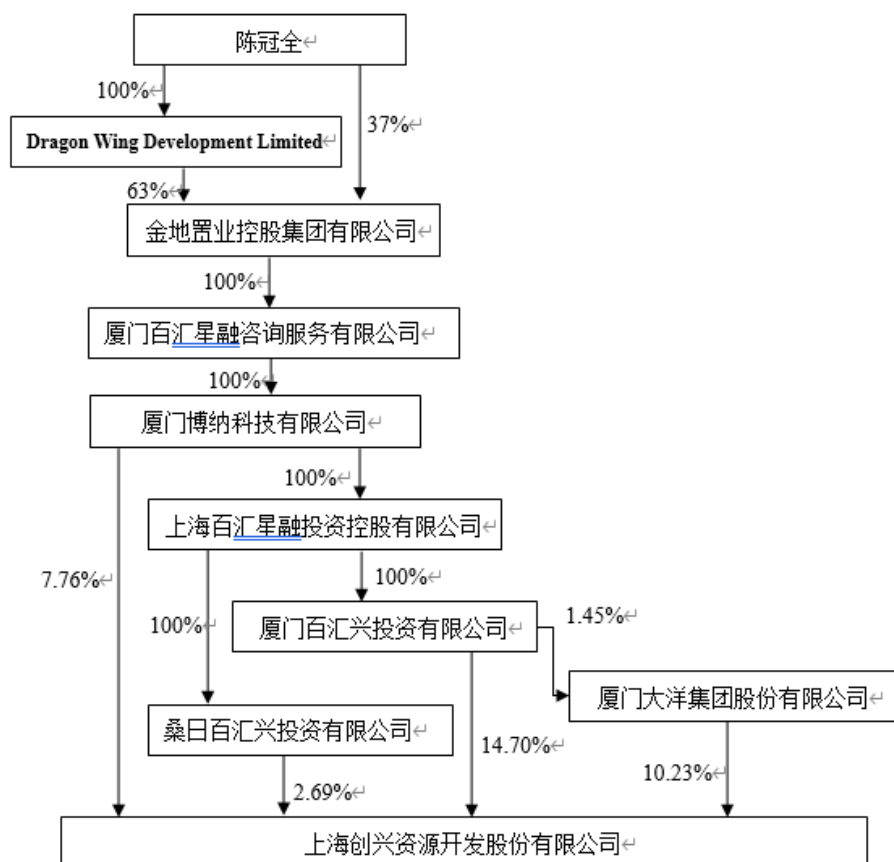 陈冠全↵
100%↵
37%↵
Dragon Wing Development Limited↵
63%↵
金地置业控股集团有限公司↵
100%↵
厦门百汇星融咨询服务有限公司↵
100%↵
厦门博纳科技有限公司↵
100%↵
上海百汇星融投资控股有限公司↵
7.76%↵
100%↵
100%↵
厦门百汇兴投资有限公司↵
1.45%↵
厦门大洋集团股份有限公司↵
桑日百汇兴投资有限公司↵
14.70%↵
10.23%↵
2.69%↵
上海创兴资源开发股份有限公司↵